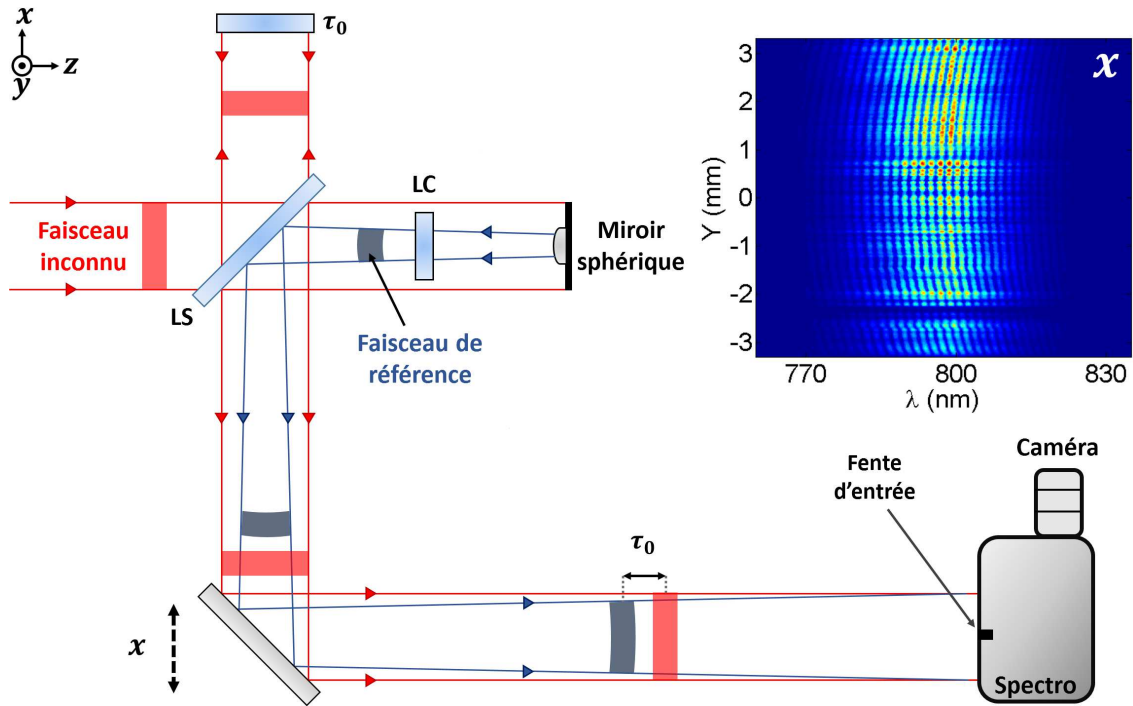 x
y
z
τ₀
Faisceau
inconnu
LS
LC
Miroir
sphérique
Faisceau de
référence
x
τ₀
Fente
d'entrée
Caméra
Spectro
x
Y (mm)
3
2
1
0
-1
-2
-3
770
800
830
λ (nm)